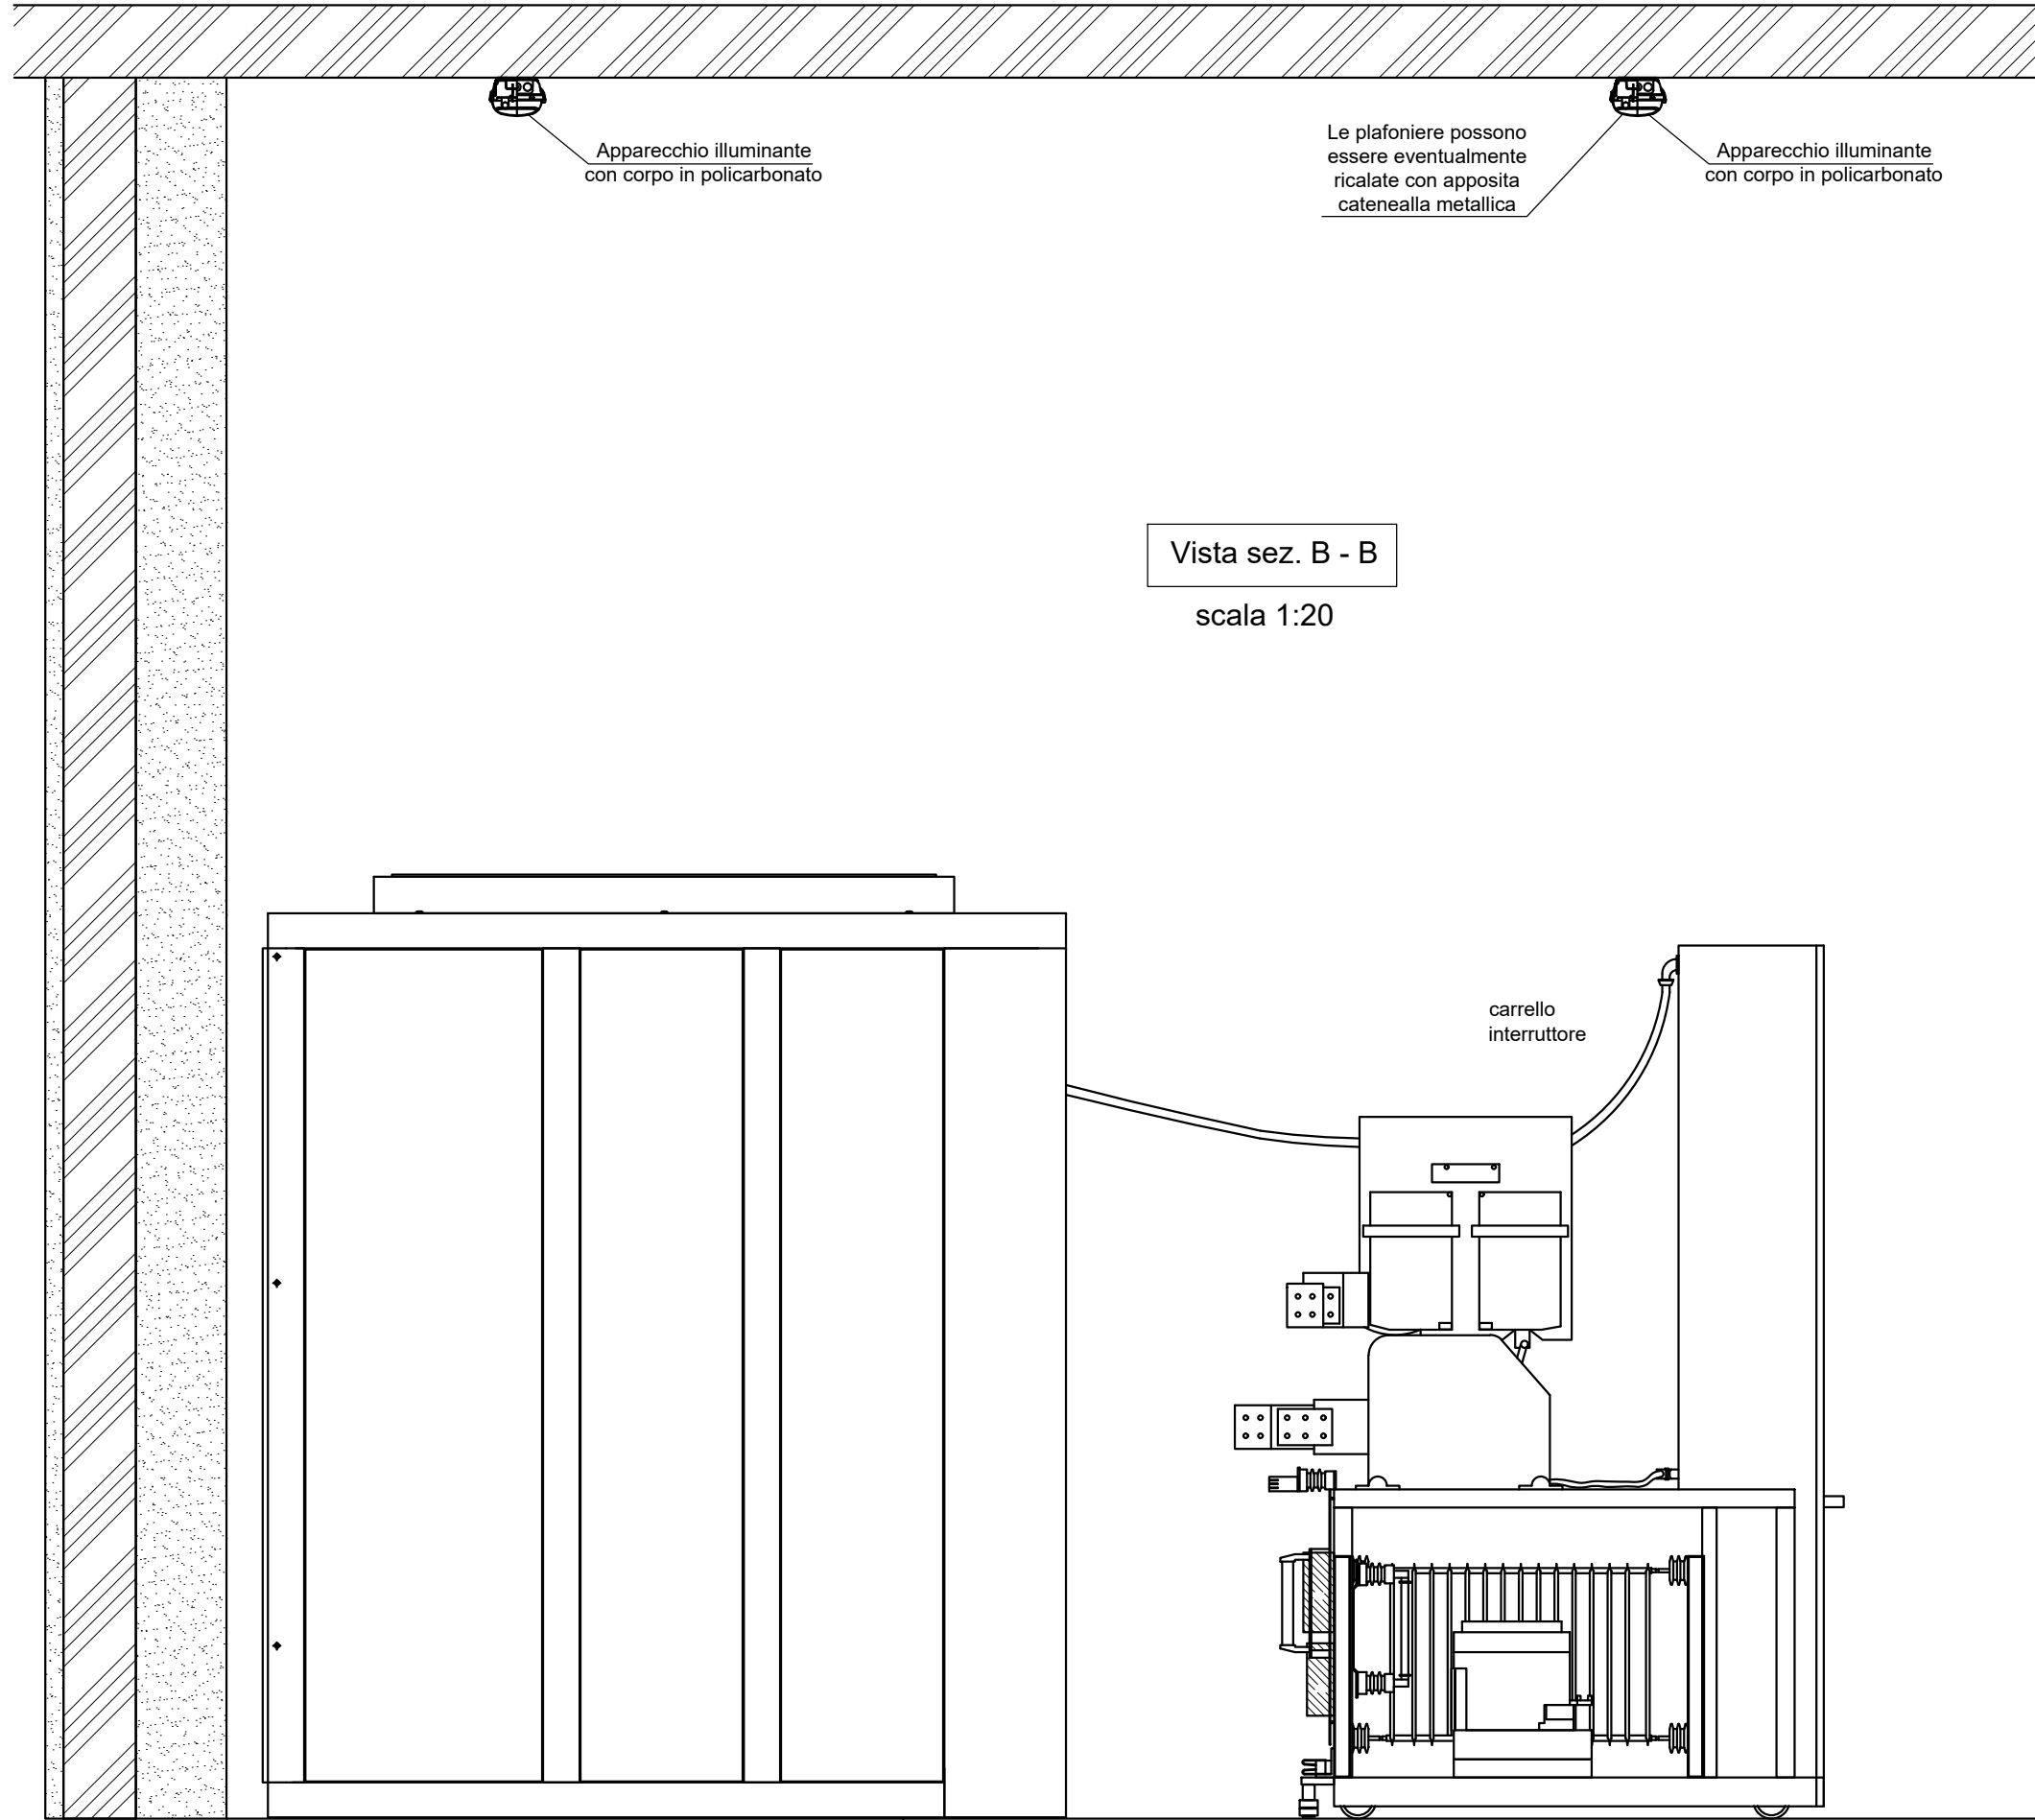 Apparecchio illuminante
con corpo in policarbonato
Le plafoniere possono
essere eventualmente
ricalate con apposita
catenealla metallica
Apparecchio illuminante
con corpo in policarbonato
Vista sez. B - B
scala 1:20
carrello
interruttore